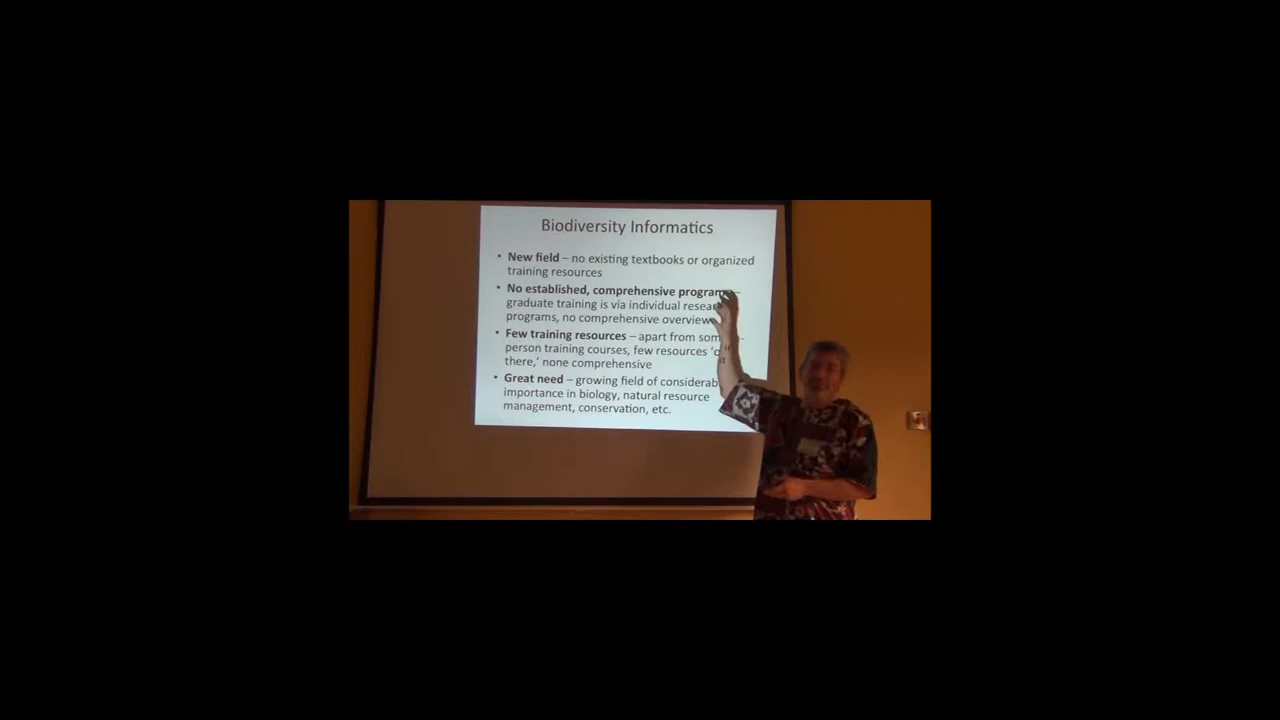 Biodiversity Informatics
• New field – no existing textbooks or organized
training resources
• No established, comprehensive programs –
graduate training is via individual
programs, no comprehensive overview
• Few training resources – apart from
person training courses, few resources
there,’ none comprehensive
• Great need – growing field of
importance in biology, natural resource
management, conservation, etc.